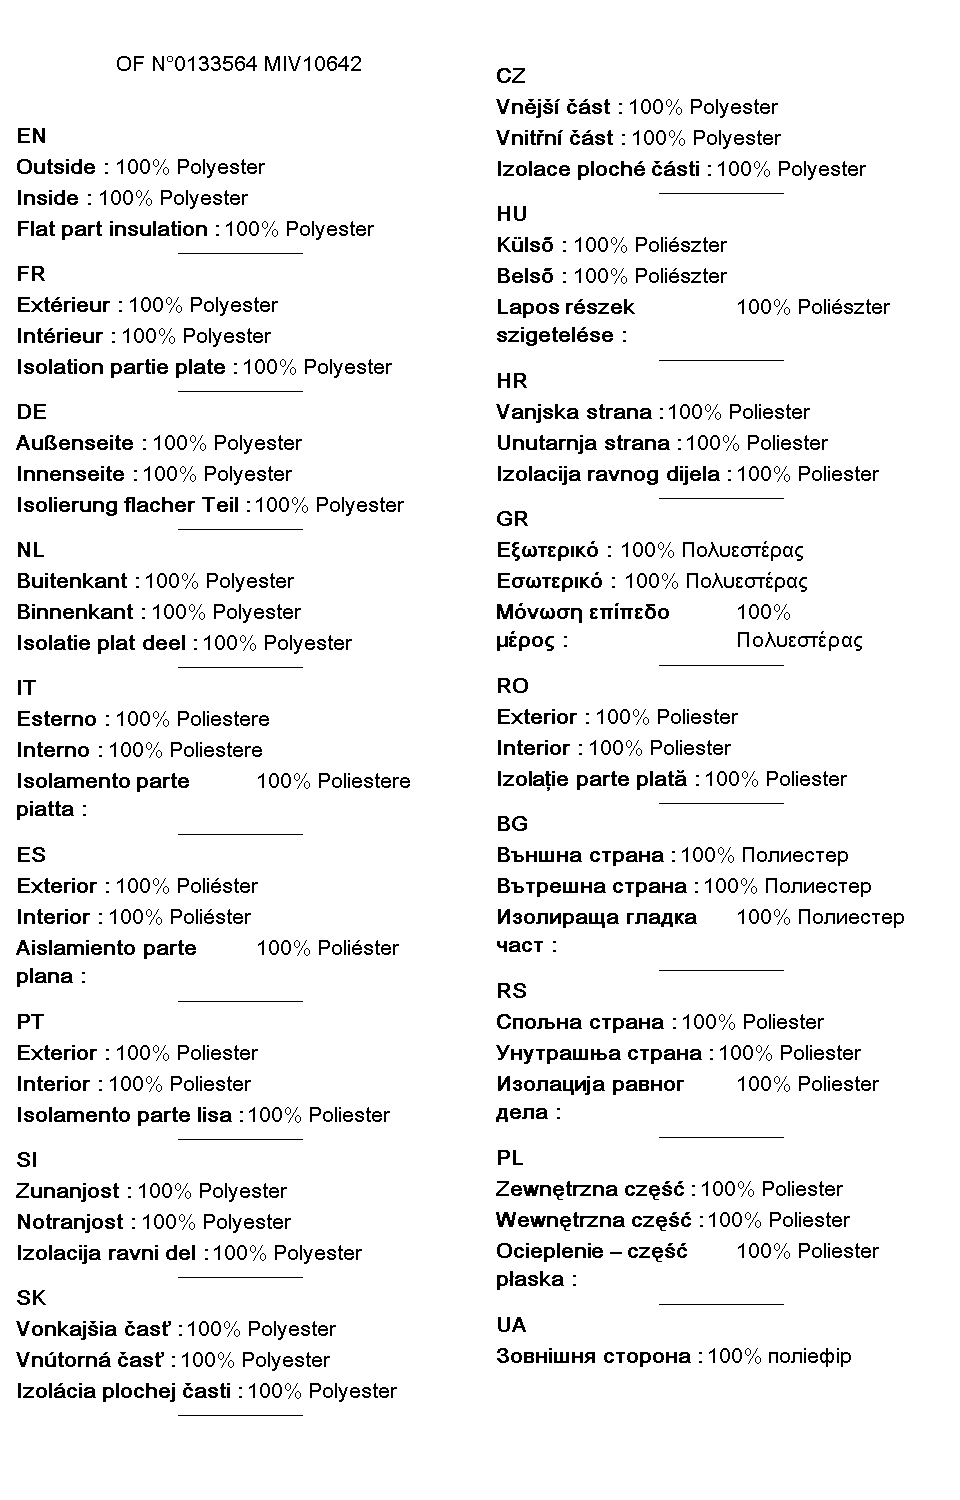 OF N°0133564 MIV10642
EN
Outside : 100% Polyester
Inside : 100% Polyester
Flat part insulation : 100% Polyester
FR
Extérieur : 100% Polyester
Intérieur : 100% Polyester
Isolation partie plate : 100% Polyester
DE
Außenseite : 100% Polyester
Innenseite : 100% Polyester
Isolierung flacher Teil : 100% Polyester
NL
Buitenkant : 100% Polyester
Binnenkant : 100% Polyester
Isolatie plat deel : 100% Polyester
IT
Esterno : 100% Poliestere
Interno : 100% Poliestere
Isolamento parte 100% Poliestere
piatta :
ES
Exterior : 100% Poliéster
Interior : 100% Poliéster
Aislamiento parte 100% Poliéster
plana :
PT
Exterior : 100% Poliester
Interior : 100% Poliester
Isolamento parte lisa : 100% Poliester
SI
Zunanjost : 100% Polyester
Notranjost : 100% Polyester
Izolacija ravni del : 100% Polyester
SK
Vonkajšia časť : 100% Polyester
Vnútorná časť : 100% Polyester
Izolácia plochej časti : 100% Polyester
CZ
Vnější část : 100% Polyester
Vnitřní část : 100% Polyester
Izolace ploché části : 100% Polyester
HU
Külső : 100% Poliészter
Belső : 100% Poliészter
Lapos részek 100% Poliészter
szigetelése :
HR
Vanjska strana : 100% Poliester
Unutarnja strana : 100% Poliester
Izolacija ravnog dijela : 100% Poliester
GR
Εξωτερικό : 100% Πολυεστέρας
Εσωτερικό : 100% Πολυεστέρας
Μόνωση επίπεδο 100%
μέρος : Πολυεστέρας
RO
Exterior : 100% Poliester
Interior : 100% Poliester
Izolație parte plată : 100% Poliester
BG
Външна страна : 100% Полиестер
Вътрешна страна : 100% Полиестер
Изолираща гладка 100% Полиестер
част :
RS
Спољна страна : 100% Poliester
Унутрашња страна : 100% Poliester
Изолација равног 100% Poliester
дела :
PL
Zewnętrzna część : 100% Poliester
Wewnętrzna część : 100% Poliester
Ocieplenie – część 100% Poliester
płaska :
UA
Зовнішня сторона : 100% поліефір